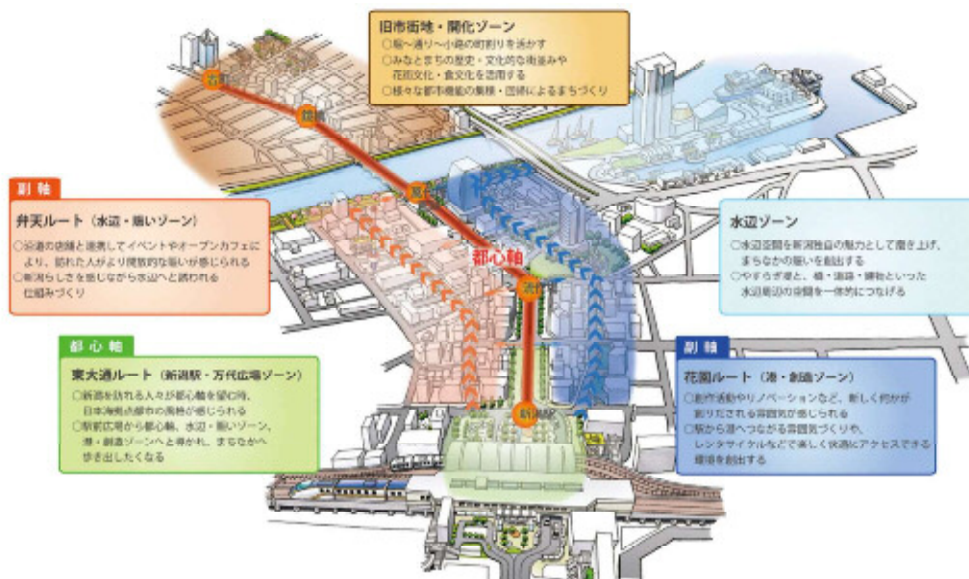 旧市街地・開化ゾーン
○堀〜通り〜小路の町割りを活かす
○みなとまちの歴史・文化的な街並みや
花街文化・食文化を活用する
○様々な都市機能の集積・連携によるまちづくり
古町
萬
都心軸
新潟駅
副軸
弁天ルート(水辺・賑いゾーン)
○沿道の店舗と連携してイベントやオープンカフェに
より、訪れた人がより開放的な賑いが感じられる
○新潟らしさを感じながら水辺へと誘われる
仕組みづくり
水辺ゾーン
○水辺空間を新潟独自の魅力として磨き上げ、
まちなかの賑いを創出する
○やすらぎ堤と、橋・道路・建物といった
水辺周辺の空間を一体的につなげる
都心軸
東大通ルート(新潟駅・万代広場ゾーン)
○新潟を訪れる人々が都心軸を望む時、
日本海拠点都市の風格が感じられる
○駅前広場から都心軸、水辺・賑いゾーン、
港・創造ゾーンへと導かれ、まちなかへ
歩き出したくなる
副軸
花園ルート(港・創造ゾーン)
○創作活動やリノベーションなど、新しく何かが
創りだされる雰囲気が感じられる
○駅から港へつながる雰囲気づくりや、
レンタサイクルなどで楽しく快適にアクセスできる
環境を創出する